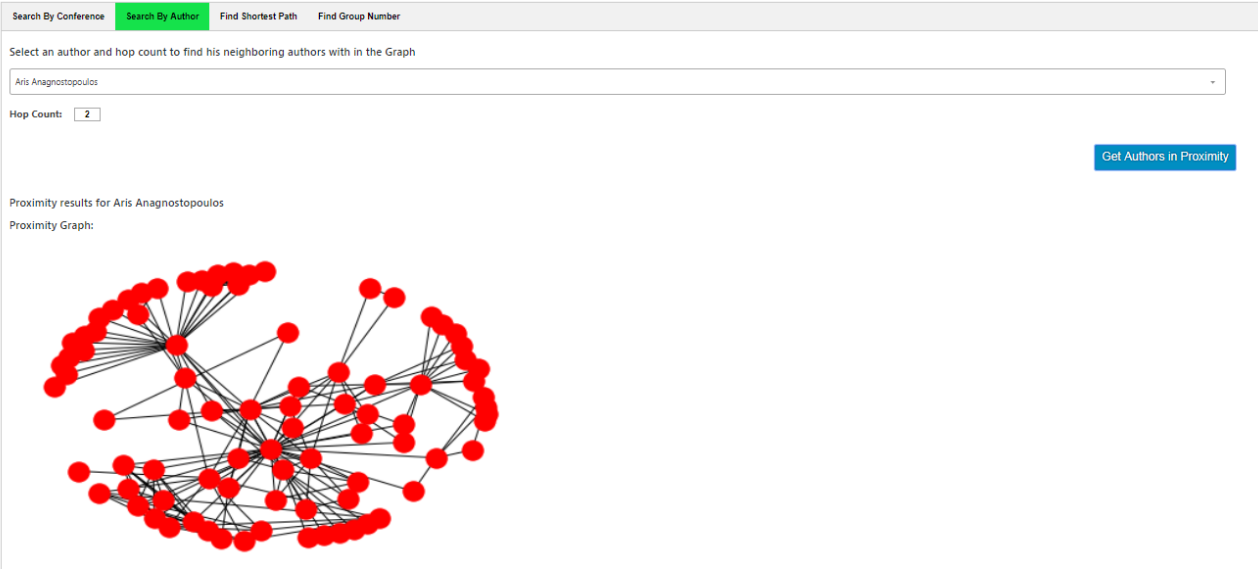 Search By Conference Search By Author Find Shortest Path Find Group Number
Select an author and hop count to find his neighboring authors with in the Graph
Aris Anagnostopoulos
Hop Count: 2
Get Authors in Proximity
Proximity results for Aris Anagnostopoulos
Proximity Graph: